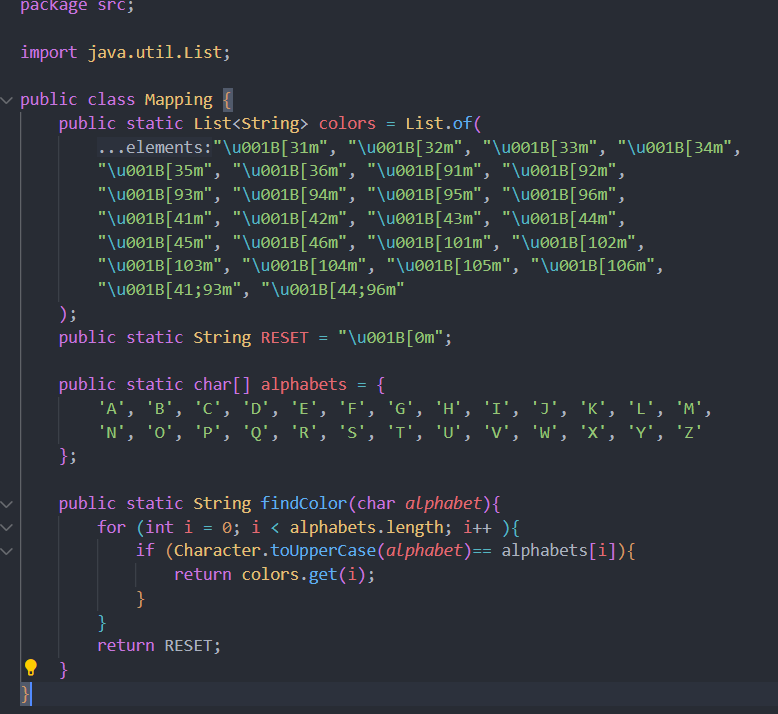 package src;
import java.util.List;
public class Mapping {
public static List<String> colors = List.of(
...elements:"\u001B[31m", "\u001B[32m", "\u001B[33m", "\u001B[34m",
"\u001B[35m", "\u001B[36m", "\u001B[91m", "\u001B[92m",
"\u001B[93m", "\u001B[94m", "\u001B[95m", "\u001B[96m",
"\u001B[41m", "\u001B[42m", "\u001B[43m", "\u001B[44m",
"\u001B[45m", "\u001B[46m", "\u001B[101m", "\u001B[102m",
"\u001B[103m", "\u001B[104m", "\u001B[105m", "\u001B[106m",
"\u001B[41;93m", "\u001B[44;96m"
);
public static String RESET = "\u001B[0m";
public static char[] alphabets = {
'A', 'B', 'C', 'D', 'E', 'F', 'G', 'H', 'I', 'J', 'K', 'L', 'M',
'N', 'O', 'P', 'Q', 'R', 'S', 'T', 'U', 'V', 'W', 'X', 'Y', 'Z'
};
public static String findColor(char alphabet){
for (int i = 0; i < alphabets.length; i++ ){
if (Character.toUpperCase(alphabet)== alphabets[i]){
return colors.get(i);
}
}
return RESET;
}
}